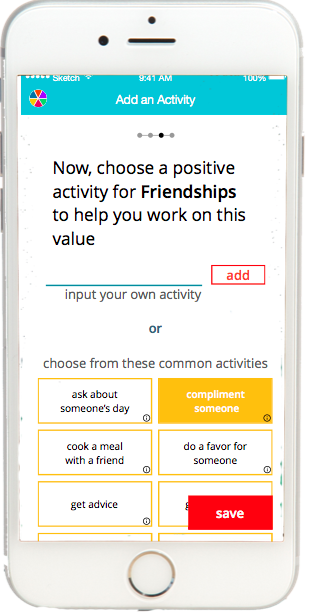 Sketch 9:41 AM 100%
Add an Activity
Now, choose a positive
activity for Friendships
to help you work on this
value
add
input your own activity
or
choose from these common activities
ask about
someone's day
compliment
someone
cook a meal
with a friend
do a favor for
someone
get advice
save